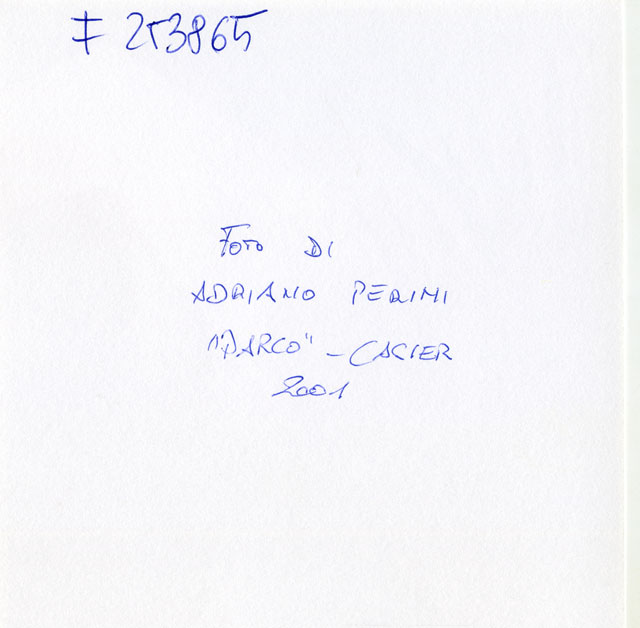 F 253865
FOTO DI
ADRIANO PERINI
"PARCO" - CASIER
2001